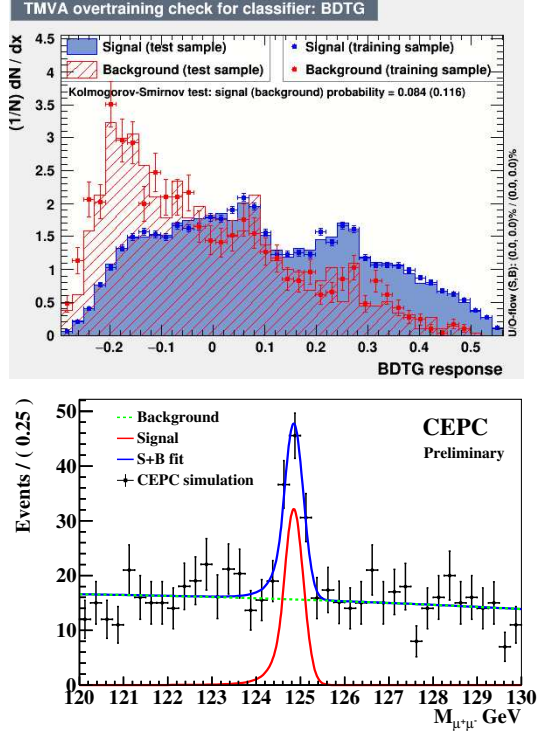 TMVA overtraining check for classifier: BDTG
(1/N) dN / dx
Signal (test sample)
Background (test sample)
Signal (training sample)
Background (training sample)
Kolmogorov-Smirnov test: signal (background) probability = 0.084 (0.116)
4.5
4
3.5
3
2.5
2
1.5
1
0.5
0
−0.2 −0.1 0 0.1 0.2 0.3 0.4 0.5
BDTG response
U/O-flow (S,B): (0.0, 0.0)% / (0.0, 0.0)%
Events / ( 0.25 )
Background
Signal
S+B fit
CEPC simulation
CEPC
Preliminary
50
40
30
20
10
0
120 121 122 123 124 125 126 127 128 129 130
Mμ+μ- GeV